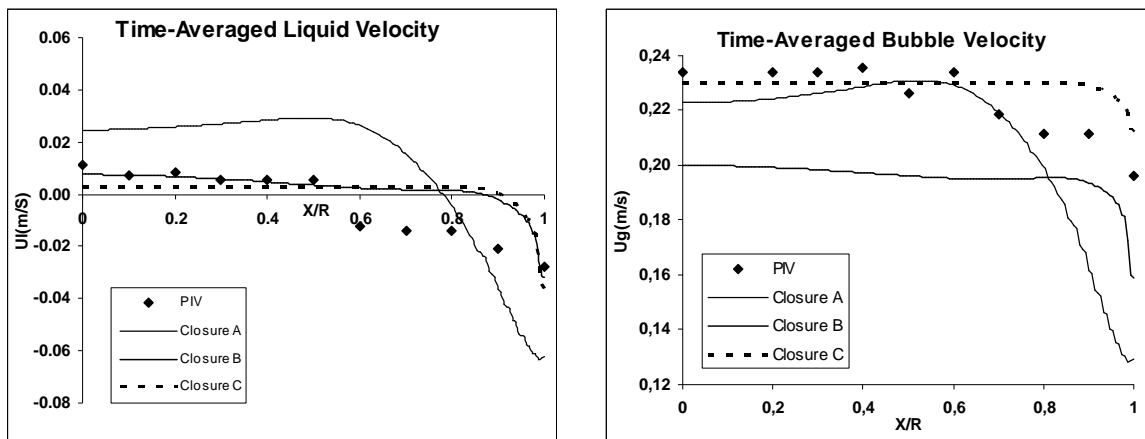 Time-Averaged Liquid Velocity
0.06
0.04
0.02
0.00
-0.02
-0.04
-0.06
-0.08
Ul(m/S)
0
0.2
0.4
0.6
0.8
1
X/R
PIV
Closure A
Closure B
Closure C
Time-Averaged Bubble Velocity
0,24
0,22
0,20
0,18
0,16
0,14
0,12
Ug(m/s)
PIV
Closure A
Closure B
Closure C
0
0,2
0,4
0,6
0,8
1
X/R